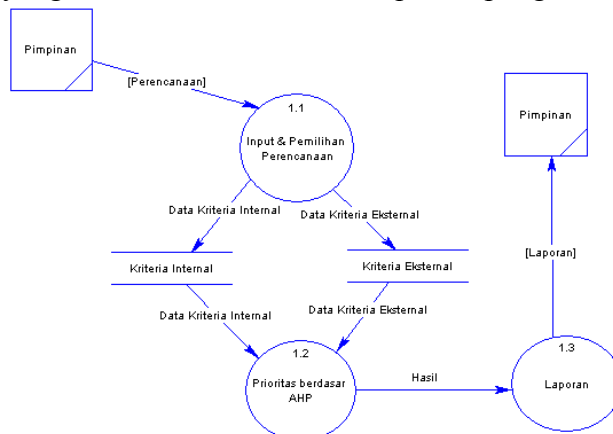 Pimpinan
[Perencanaan]
1.1
Input & Pemilihan
Perencanaan
Pimpinan
Data Kriteria Internal
Data Kriteria Eksternal
Kriteria Internal
Kriteria Eksternal
[Laporan]
Data Kriteria Internal
Data Kriteria Eksternal
1.2
Prioritas berdasar
AHP
Hasil
1.3
Laporan